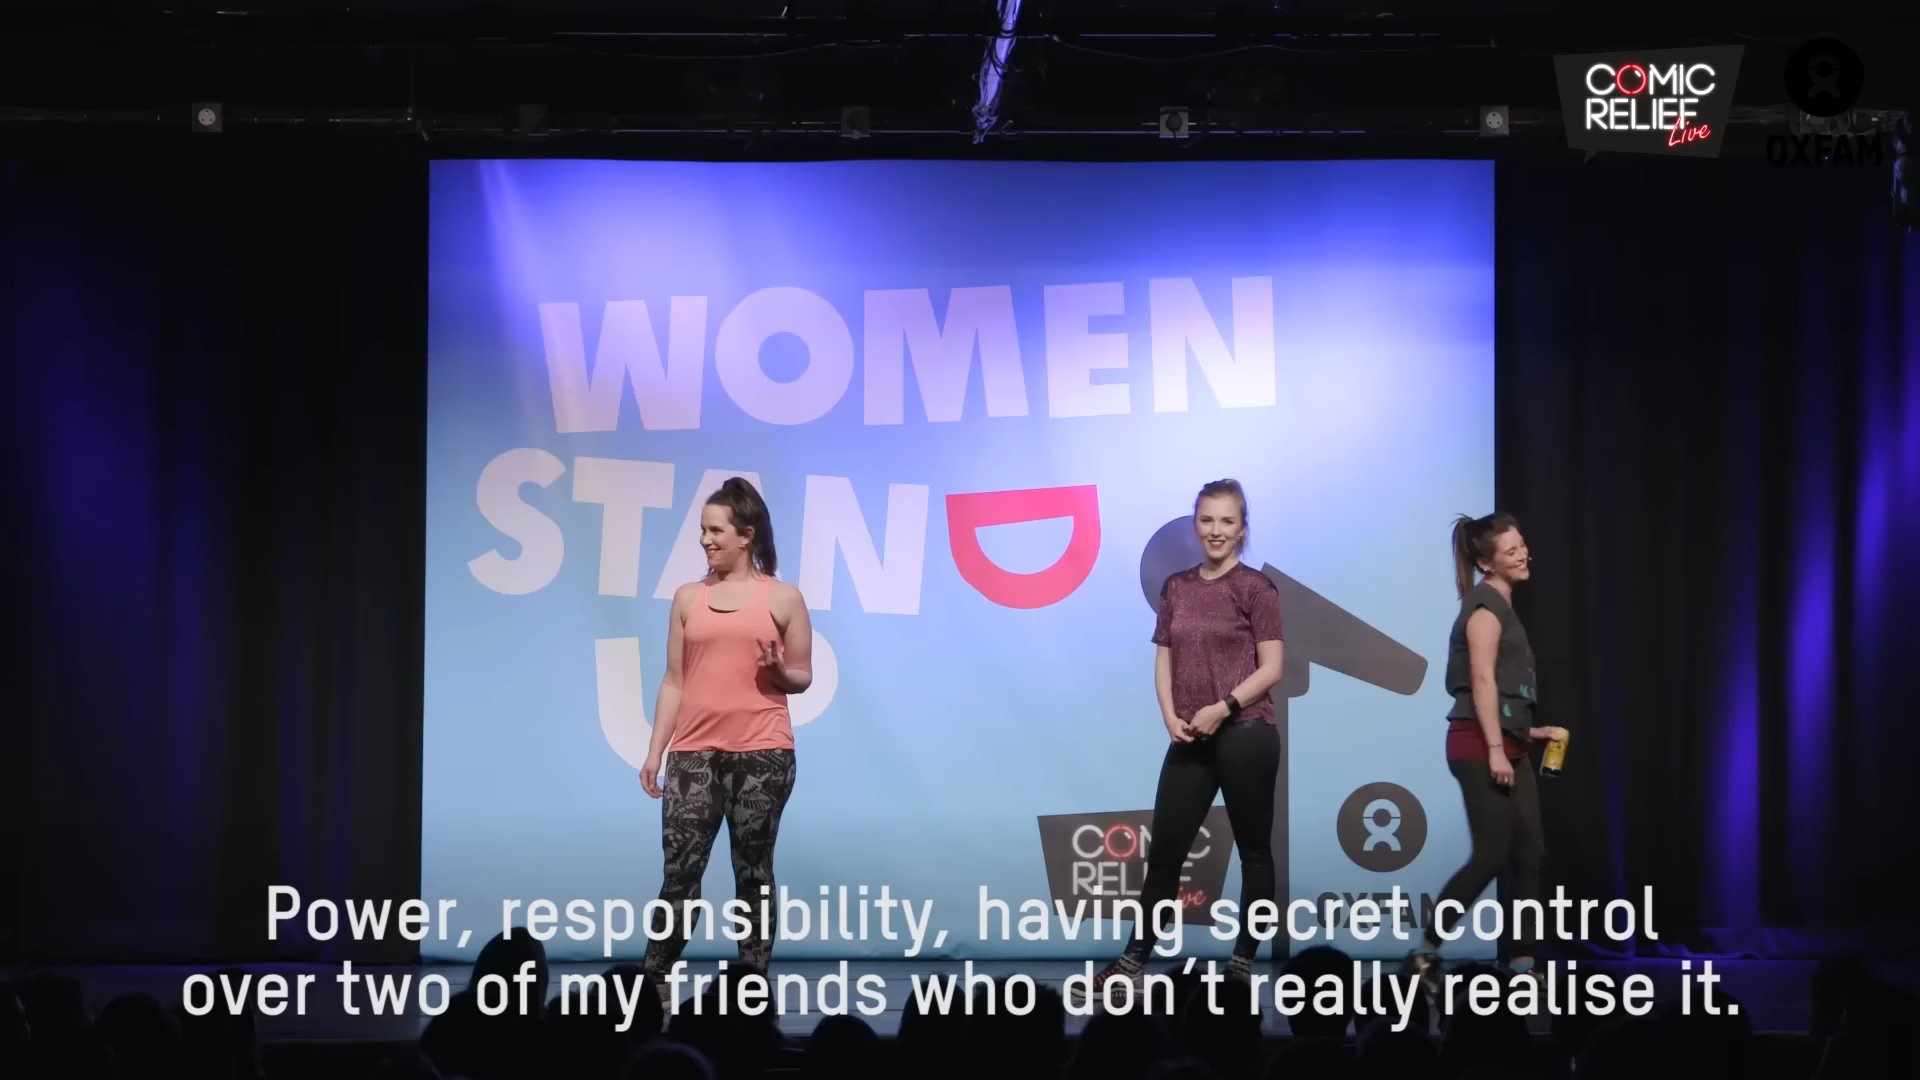 COMIC
RELIEF
Live
OXFAM
WOMEN
STAND
UP
COMIC
RELIEF
Live
OXFAM
Power, responsibility, having secret control
over two of my friends who don't really realise it.